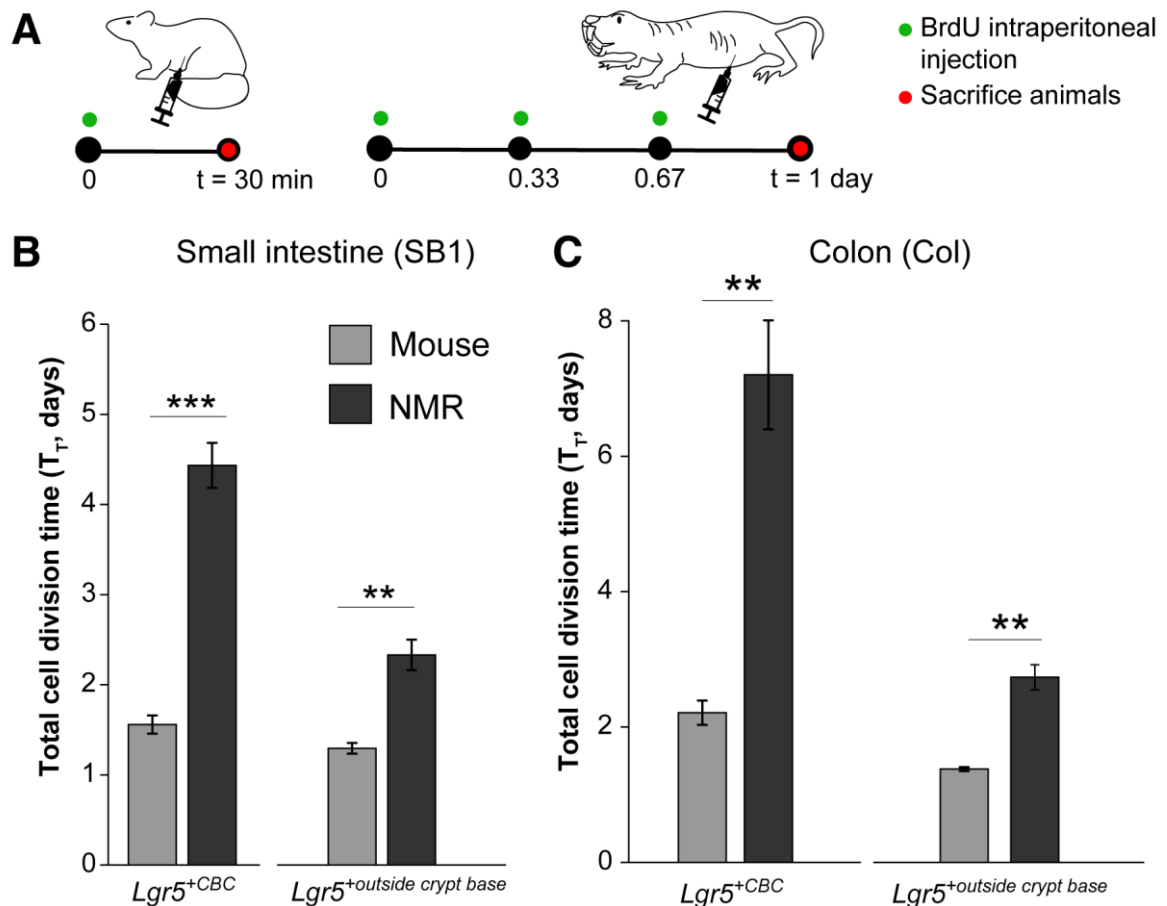 A
BrdU intraperitoneal
injection
Sacrifice animals
0
t = 30 min
0
0.33
0.67
t = 1 day
B
Small intestine (SB1)
C
Colon (Col)
Total cell division time (T_T, days)
6
5
4
3
2
1
0
Mouse
NMR
***
**
Lgr5^+CBC
Lgr5^+outside crypt base
Total cell division time (T_T, days)
8
6
4
2
0
**
**
Lgr5^+CBC
Lgr5^+outside crypt base